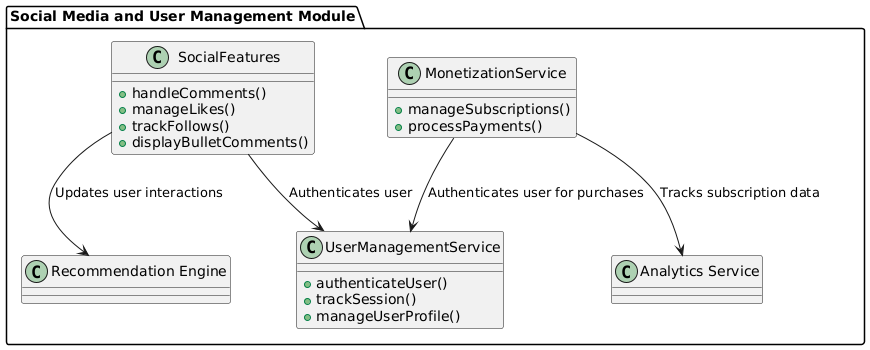 Social Media and User Management Module
C SocialFeatures
handleComments()
manageLikes()
trackFollows()
displayBulletComments()
C MonetizationService
manageSubscriptions()
processPayments()
Updates user interactions
Authenticates user
Authenticates user for purchases
Tracks subscription data
C Recommendation Engine
C UserManagementService
authenticateUser()
trackSession()
manageUserProfile()
C Analytics Service